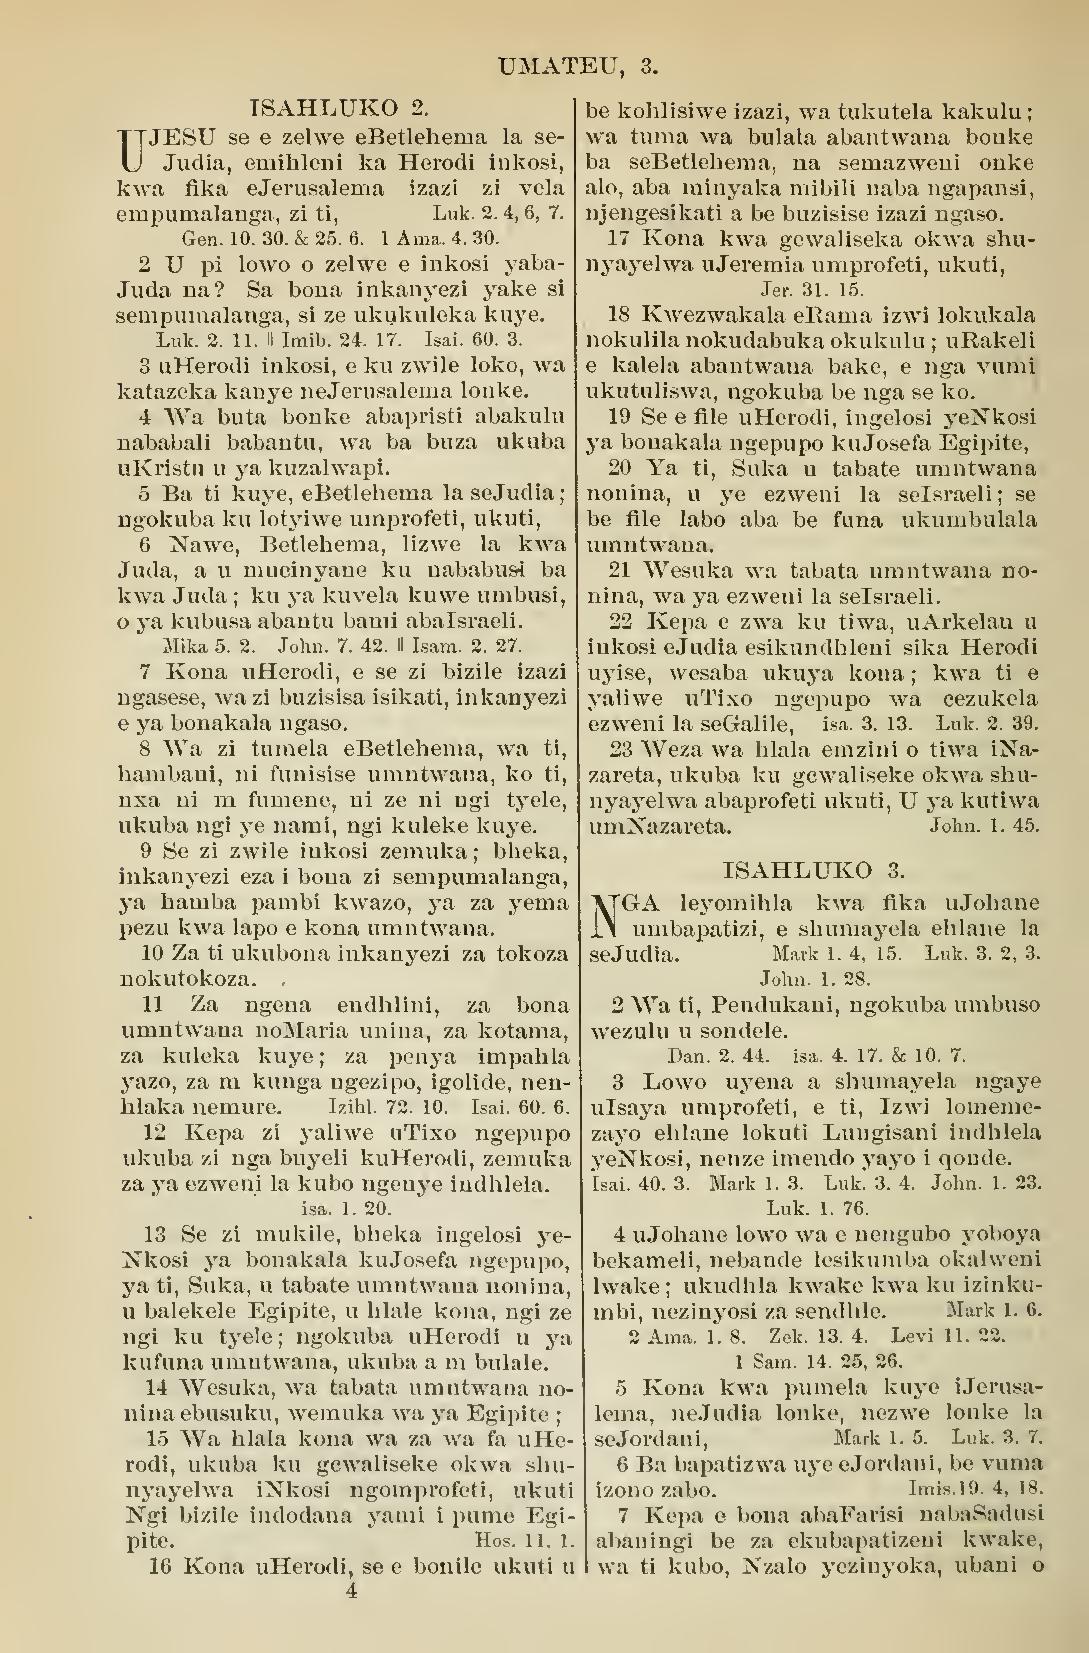 UMATEU, 3.
ISAHLUKO 2.
UJESU se e zelwe eBetlehema la se-
Judia, emihleni ka Herodi inkosi,
kwa fika eJerusalema izazi zi vela
empumalanga, zi ti, Luk. 2. 4, 6, 7.
Gen. 10. 30. & 25. 6. 1 Ama. 4. 30.
2 U pi lowo o zelwe e inkosi yaba-
Juda na? Sa bona inkanyezi yake si
sempumalanga, si ze ukukuleka kuye.
Luk. 2. 11. || Imib. 24. 17. Isai. 60. 3.
3 uHerodi inkosi, e ku zwile loko, wa
katazeka kanye neJerusalema lonke.
4 Wa buta bonke abapristi abakulu
nababali babantu, wa ba buza ukuba
uKristu u ya kuzalwapi.
5 Ba ti kuye, eBetlehema la seJudia;
ngokuba ku lotyiwe umprofeti, ukuti,
6 Nawe, Betlehema, lizwe la kwa
Juda, a u mucinyane ku nababusi ba
kwa Juda; ku ya kuvela kuwe umbusi,
o ya kubusa abantu bami abaIsraeli.
Mika 5. 2. John. 7. 42. || Isam. 2. 27.
7 Kona uHerodi, e se zi bizile izazi
ngasese, wa zi buzisisa isikati, inkanyezi
e ya bonakala ngaso.
8 Wa zi tumela eBetlehema, wa ti,
hambani, ni funisise umntwana, ko ti,
nxa ni m fumene, ni ze ni ngi tyele,
ukuba ngi ye nami, ngi kuleke kuye.
9 Se zi zwile inkosi zemuka; bheka,
inkanyezi eza i bona zi sempumalanga,
ya hamba pambi kwazo, ya za yema
pezu kwa lapo e kona umntwana.
10 Za ti ukubona inkanyezi za tokoza
nokutokoza.
11 Za ngena endhlini, za bona
umntwana noMaria unina, za kotama,
za kuleka kuye; za penya impahla
yazo, za m kunga ngezipo, igolide, nen-
hlaka nemure. Izihl. 72. 10. Isai. 60. 6.
12 Kepa zi yaliwe uTixo ngepupo
ukuba zi nga buyeli kuHerodi, zemuka
za ya ezweni la kubo ngenye indhlela.
isa. 1. 20.
13 Se zi mukile, bheka ingelosi ye-
Nkosi ya bonakala kuJosefa ngepupo,
ya ti, Suka, u tabate umntwana nonina,
u balekele Egipite, u hlale kona, ngi ze
ngi ku tyele; ngokuba uHerodi u ya
kufuna umntwana, ukuba a m bulale.
14 Wesuka, wa tabata umntwana no-
nina ebusuku, wemuka wa ya Egipite;
15 Wa hlala kona wa za wa fa uHe-
rodi, ukuba ku gcwaliseke okwa shu-
nyayelwa iNkosi ngomprofeti, ukuti
Ngi bizile indodana yami i pume Egi-
pite. Hos. 11. 1.
16 Kona uHerodi, se e bonile ukuti u
4
be kohlisiwe izazi, wa tukutela kakulu;
wa tuma wa bulala abantwana bonke
ba seBetlehema, na semazweni onke
alo, aba minyaka mibili naba ngapansi,
njengesikati a be buzisise izazi ngaso.
17 Kona kwa gcwaliseka okwa shu-
nyayelwa uJeremia umprofeti, ukuti,
Jer. 31. 15.
18 Kwezwakala eRama izwi lokukala
nokulila nokudabuka okukulu; uRakeli
e kalela abantwana bake, e nga vumi
ukutuliswa, ngokuba be nga se ko.
19 Se e file uHerodi, ingelosi yeNkosi
ya bonakala ngepupo kuJosefa Egipite,
20 Ya ti, Suka u tabate umntwana
nonina, u ye ezweni la seIsraeli; se
be file labo aba be funa ukumbulala
umntwana.
21 Wesuka wa tabata umntwana no-
nina, wa ya ezweni la seIsraeli.
22 Kepa e zwa ku tiwa, uArkelau u
inkosi eJudia esikundhleni sika Herodi
uyise, wesaba ukuya kona; kwa ti e
yaliwe uTixo ngepupo wa cezukela
ezweni la seGalile, isa. 3. 13. Luk. 2. 39.
23 Weza wa hlala emzini o tiwa iNa-
zareta, ukuba ku gcwaliseke okwa shu-
nyayelwa abaprofeti ukuti, U ya kutiwa
umNazareta. John. 1. 45.
ISAHLUKO 3.
NGA leyomihla kwa fika uJohane
umbapatizi, e shumayela ehlane la
seJudia. Mark 1. 4, 15. Luk. 3. 2, 3.
John. 1. 28.
2 Wa ti, Pendukani, ngokuba umbuso
wezulu u sondele.
Dan. 2. 44. isa. 4. 17. & 10. 7.
3 Lowo uyena a shumayela ngaye
uIsaya umprofeti, e ti, Izwi lomeme-
zayo ehlane lokuti Lungisani indhlela
yeNkosi, nenze imendo yayo i qonde.
Isai. 40. 3. Mark 1. 3. Luk. 3. 4. John. 1. 23.
Luk. 1. 76.
4 uJohane lowo wa e nengubo yoboya
bekameli, nebande lesikumba okalweni
lwake; ukudhla kwake kwa ku izinku-
mbi, nezinyosi za sendhle. Mark 1. 6.
2 Ama. 1. 8. Zek. 13. 4. Levi 11. 22.
1 Sam. 14. 25, 26.
5 Kona kwa pumela kuye iJerusa-
lema, neJudia lonke, nezwe lonke la
seJordani, Mark 1. 5. Luk. 3. 7.
6 Ba bapatizwa uye eJordani, be vuma
izono zabo. Imis. 19. 4, 18.
7 Kepa e bona abaFarisi nabaSadusi
abaningi be za ekubapatizeni kwake,
wa ti kubo, Nzalo yezinyoka, ubani o